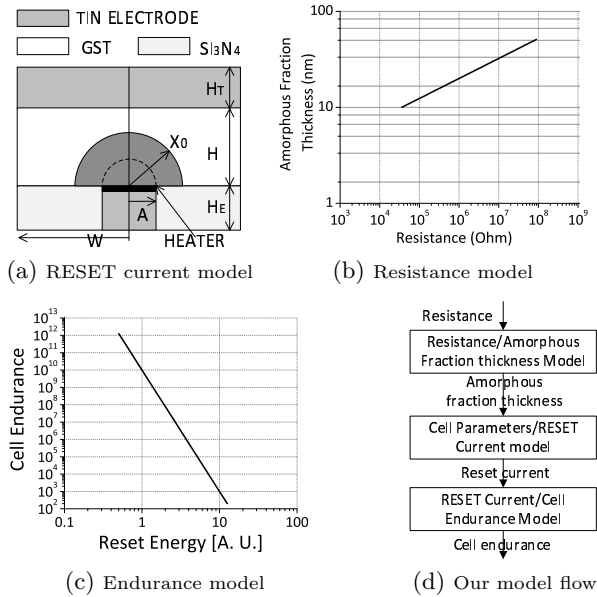 TIN ELECTRODE
GST
SI3N4
HT
X0
H
A
HE
W
HEATER
(a) RESET current model
Amorphous Fraction
Thickness (nm)
100
10
1
10^3 10^4 10^5 10^6 10^7 10^8 10^9
Resistance (Ohm)
(b) Resistance model
Cell Endurance
10^13
10^12
10^11
10^10
10^9
10^8
10^7
10^6
10^5
10^4
10^3
10^2
0.1 1 10 100
Reset Energy [A. U.]
(c) Endurance model
Resistance
Resistance/Amorphous
Fraction thickness Model
Amorphous
fraction thickness
Cell Parameters/RESET
Current model
Reset current
RESET Current/Cell
Endurance Model
Cell endurance
(d) Our model flow